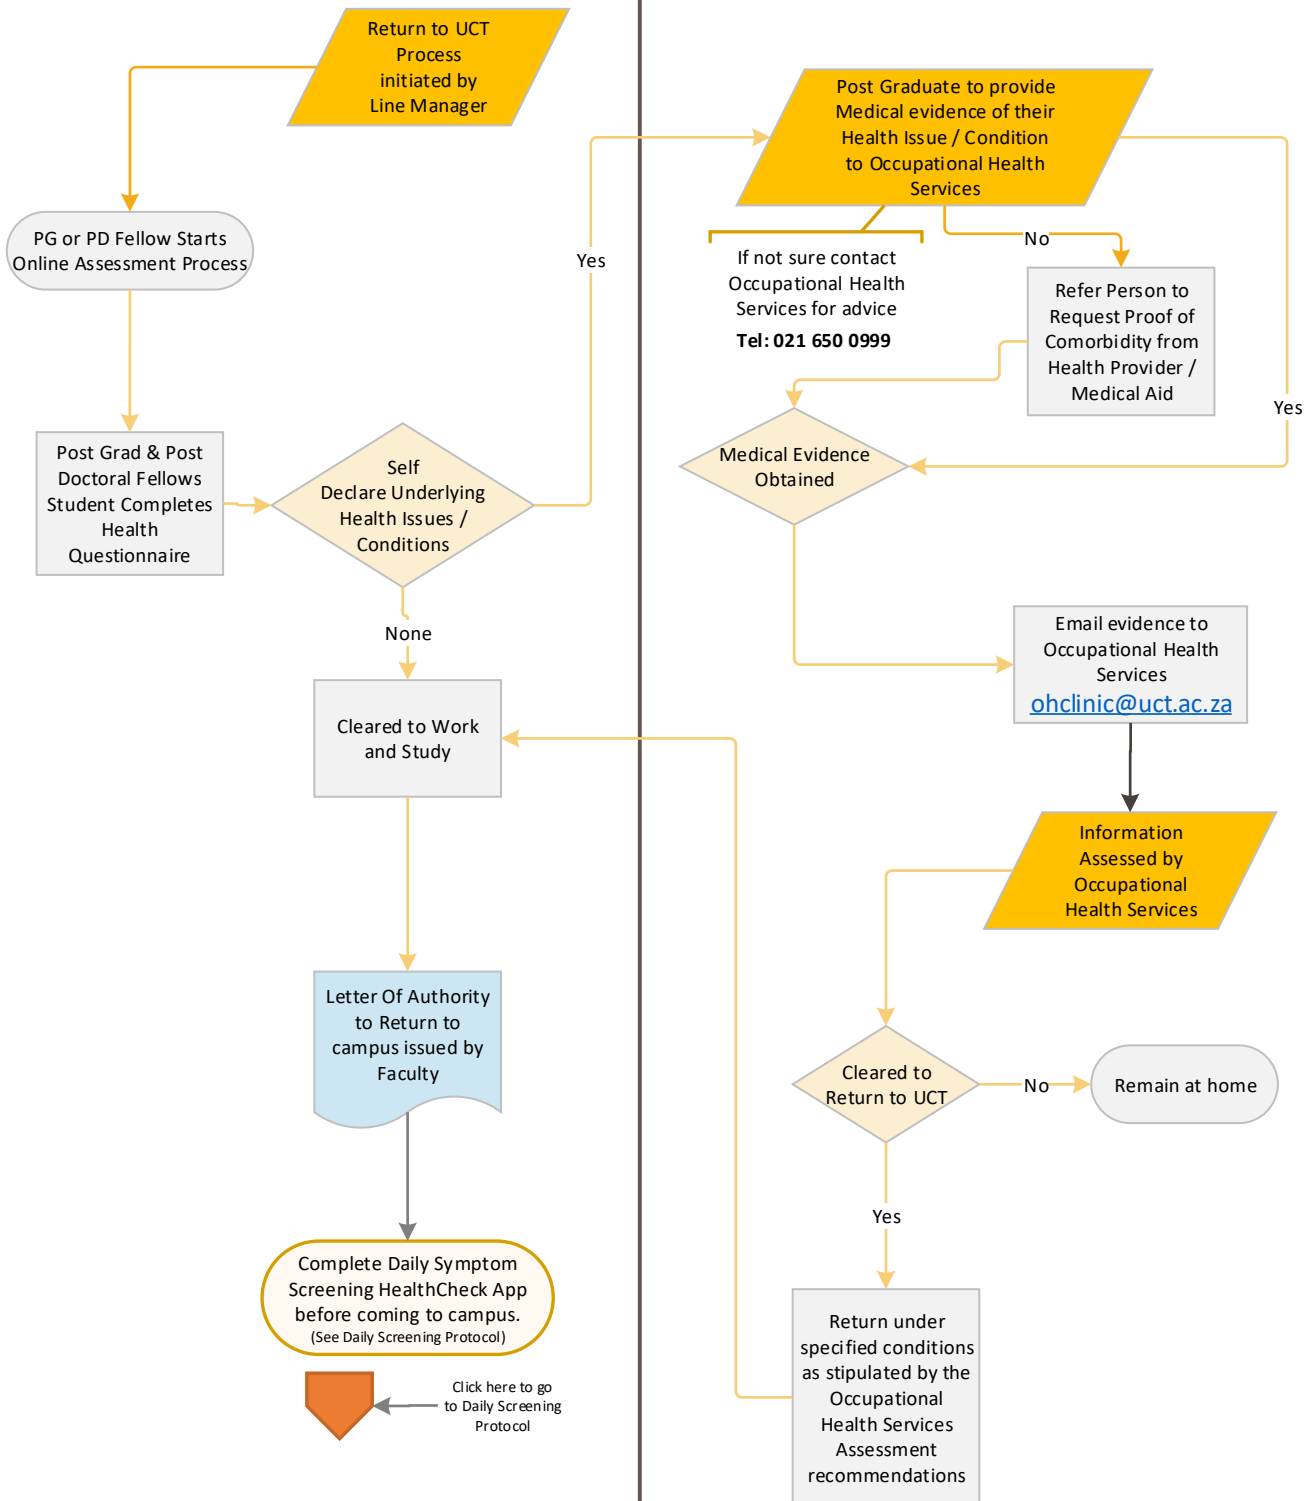 Return to UCT
Process
initiated by
Line Manager
PG or PD Fellow Starts
Online Assessment Process
Post Grad & Post
Doctoral Fellows
Student Completes
Health
Questionnaire
Self
Declare Underlying
Health Issues /
Conditions
Yes
None
Cleared to Work
and Study
Letter Of Authority
to Return to
campus issued by
Faculty
Complete Daily Symptom
Screening HealthCheck App
before coming to campus.
(See Daily Screening Protocol)
Click here to go
to Daily Screening
Protocol
Post Graduate to provide
Medical evidence of their
Health Issue / Condition
to Occupational Health
Services
If not sure contact
Occupational Health
Services for advice
Tel: 021 650 0999
No
Refer Person to
Request Proof of
Comorbidity from
Health Provider /
Medical Aid
Yes
Medical Evidence
Obtained
Email evidence to
Occupational Health
Services
ohclinic@uct.ac.za
Information
Assessed by
Occupational
Health Services
Cleared to
Return to UCT
No
Remain at home
Yes
Return under
specified conditions
as stipulated by the
Occupational
Health Services
Assessment
recommendations